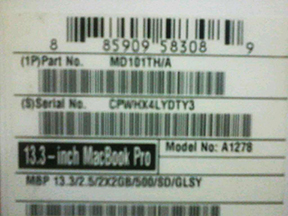 8 85909 58308 9
(1P)Part No. MD101TH/A
(S)Serial No. CPWHX4LYDTY3
13.3-inch MacBook Pro Model No: A1278
MBP 13.3/2.5/2X2GB/500/SD/GLSY